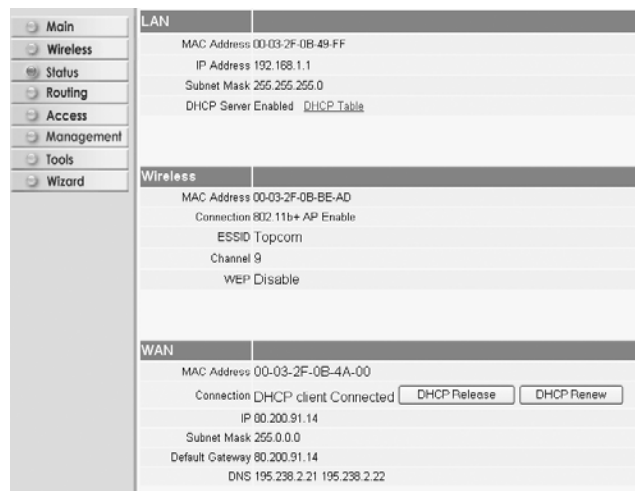 Main
Wireless
Status
Routing
Access
Management
Tools
Wizard
LAN
MAC Address 00-03-2F-0B-49-FF
IP Address 192.168.1.1
Subnet Mask 255.255.255.0
DHCP Server Enabled DHCP Table
Wireless
MAC Address 00-03-2F-0B-BE-AD
Connection 802.11b+ AP Enable
ESSID Topcom
Channel 9
WEP Disable
WAN
MAC Address 00-03-2F-0B-4A-00
Connection DHCP client Connected DHCP Release DHCP Renew
IP 80.200.91.14
Subnet Mask 255.0.0.0
Default Gateway 80.200.91.14
DNS 195.238.2.21 195.238.2.22